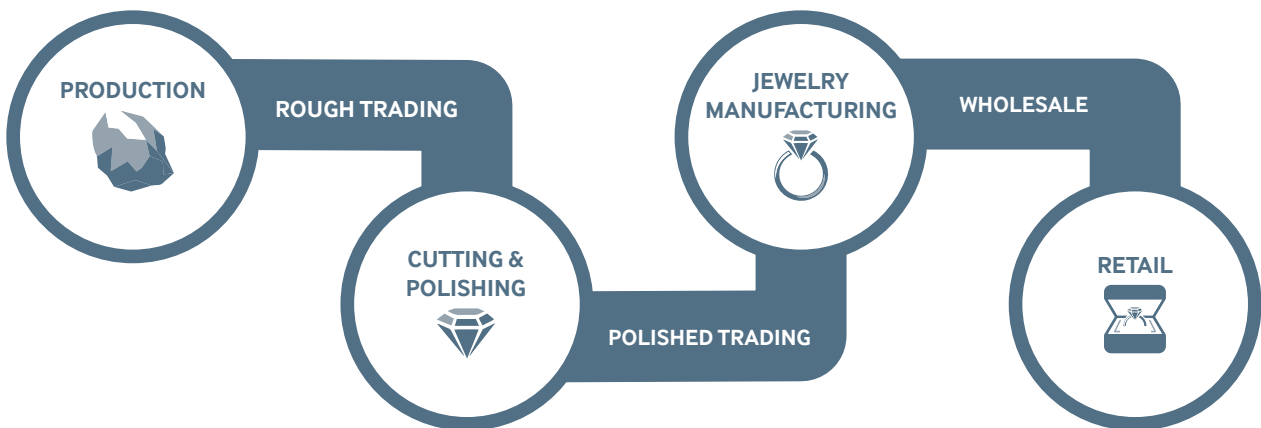 PRODUCTION
ROUGH TRADING
CUTTING &
POLISHING
POLISHED TRADING
JEWELRY
MANUFACTURING
WHOLESALE
RETAIL